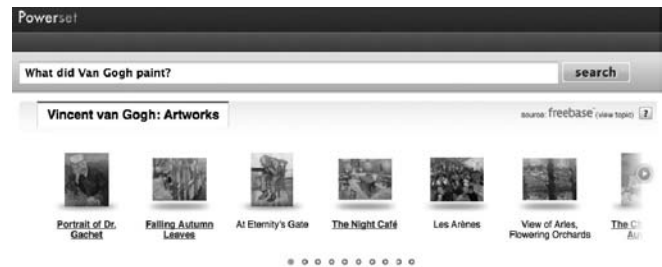 Powerset
What did Van Gogh paint?
search
Vincent van Gogh: Artworks
source: freebase (view topic) ?
Portrait of Dr.
Gachet
Falling Autumn
Leaves
At Eternity's Gate
The Night Café
Les Arènes
View of Arles,
Flowering Orchards
The